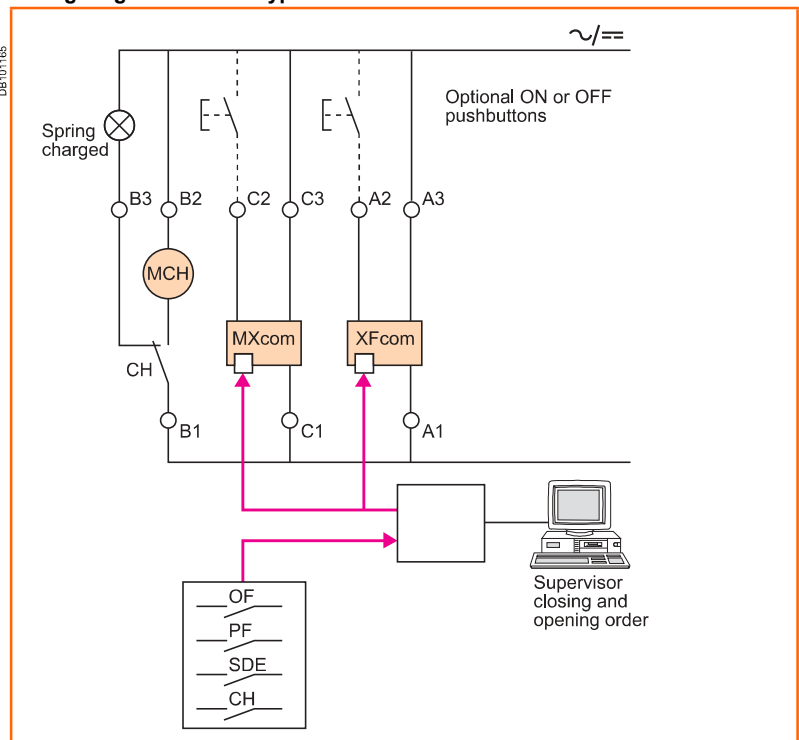 DB101165
Spring
charged
Optional ON or OFF
pushbuttons
B3 B2 C2 C3 A2 A3
MCH
MXcom XFcom
CH
B1 C1 A1
OF
PF
SDE
CH
Supervisor
closing and
opening order